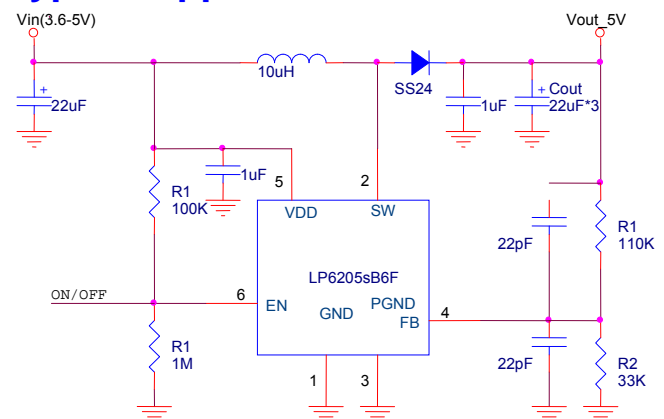 Vin(3.6-5V)
Vout_5V
10uH
SS24
+
22uF
1uF
+ Cout
22uF*3
1uF
5
2
R1
100K
VDD
SW
22pF
R1
110K
LP6205sB6F
ON/OFF
6
EN
GND
PGND
FB
4
R1
1M
1
3
22pF
R2
33K